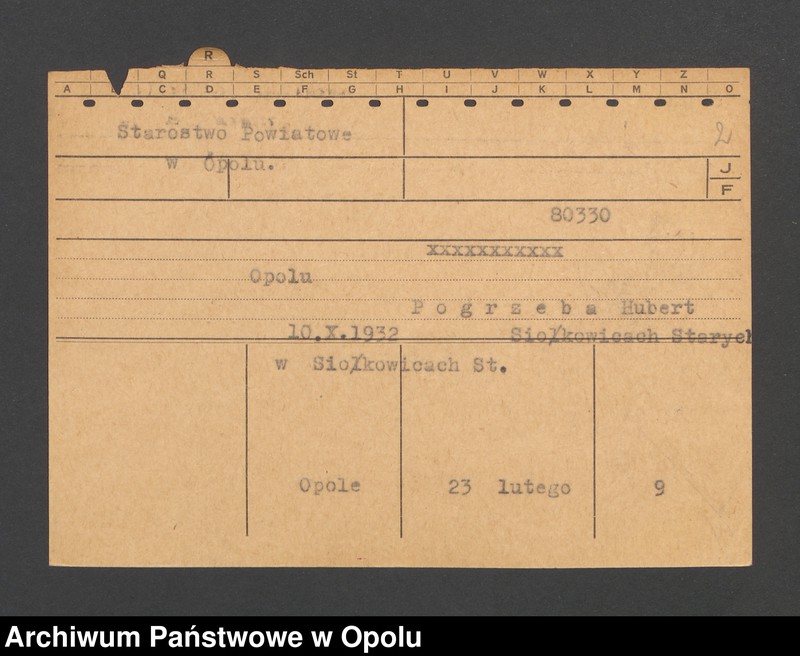 R
Q R S Sch St T U V W X Y Z
A C D E F G H I J K L M N O
Starostwo Powiatowe
2
w Opolu.
J
F
80330
xxxxxxxxxxx
Opolu
P o g r z e b a Hubert
10.X.1932 Siołkowicach Starych
w Siołkowicach St.
Opole 23 lutego 9
Archiwum Państwowe w Opolu